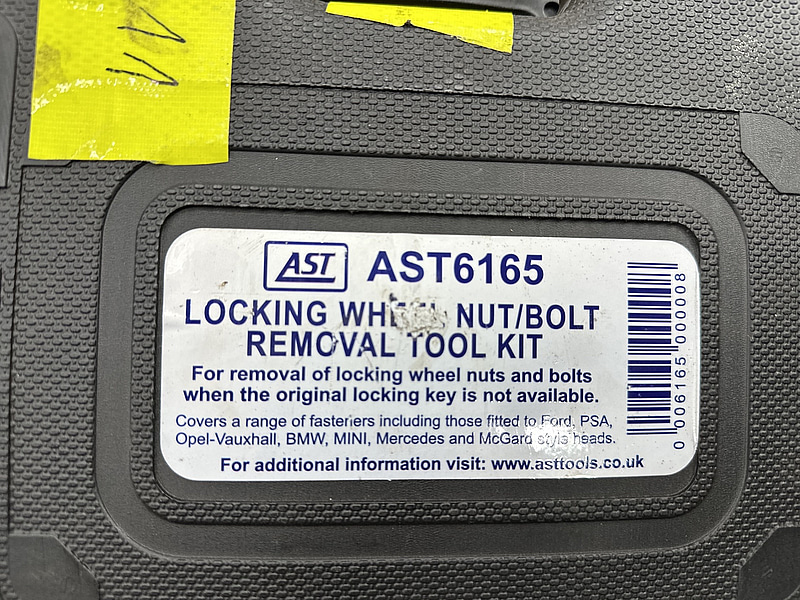 AST AST6165
LOCKING WHEEL NUT/BOLT
REMOVAL TOOL KIT
For removal of locking wheel nuts and bolts
when the original locking key is not available.
Covers a range of fasteners including those fitted to Ford, PSA,
Opel-Vauxhall, BMW, MINI, Mercedes and McGard style heads.
For additional information visit: www.asttools.co.uk
0 006165 000008